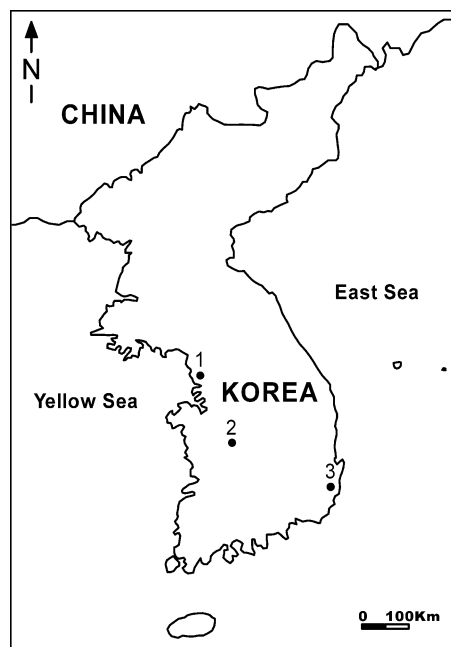 N
CHINA
East Sea
1
KOREA
Yellow Sea
2
3
0 100Km